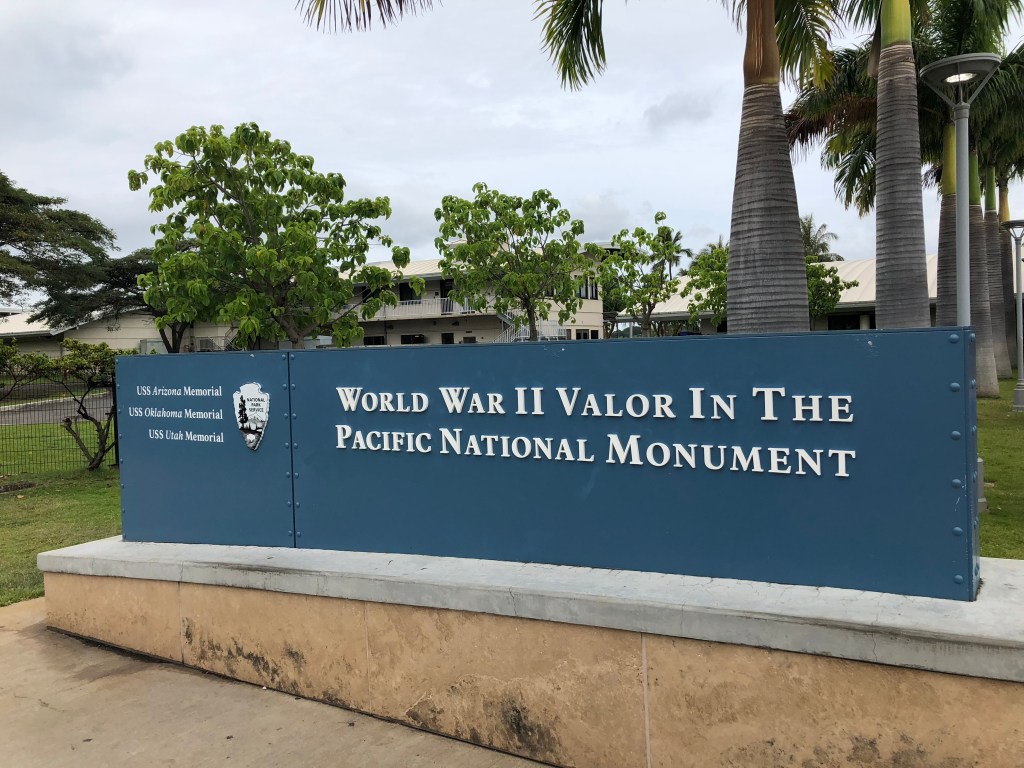 USS Arizona Memorial
USS Oklahoma Memorial
USS Utah Memorial
NATIONAL
PARK
SERVICE
WORLD WAR II VALOR IN THE
PACIFIC NATIONAL MONUMENT